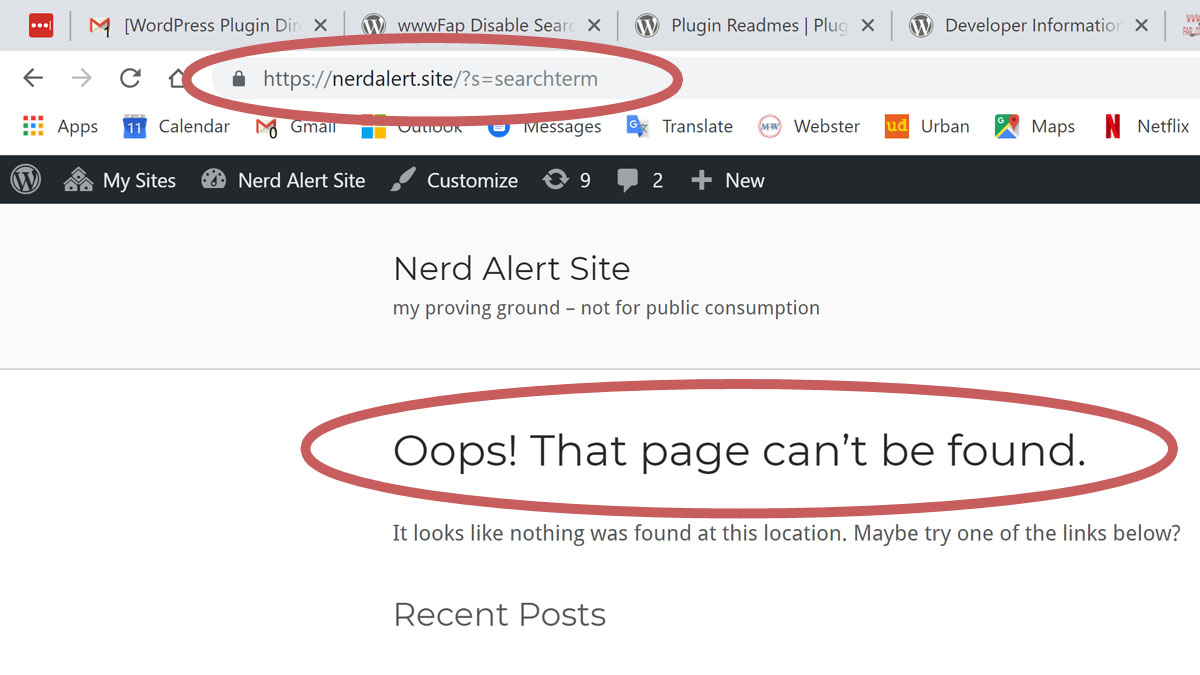 [WordPress Plugin Dir wwwFap Disable Searc Plugin Readmes | Plug Developer Information
https://nerdalert.site/?s=searchterm
Apps 11 Calendar Gmail Outlook Messages Translate Webster ud Urban Maps Netflix
My Sites Nerd Alert Site Customize 9 2 New
Nerd Alert Site
my proving ground – not for public consumption
Oops! That page can’t be found.
It looks like nothing was found at this location. Maybe try one of the links below?
Recent Posts